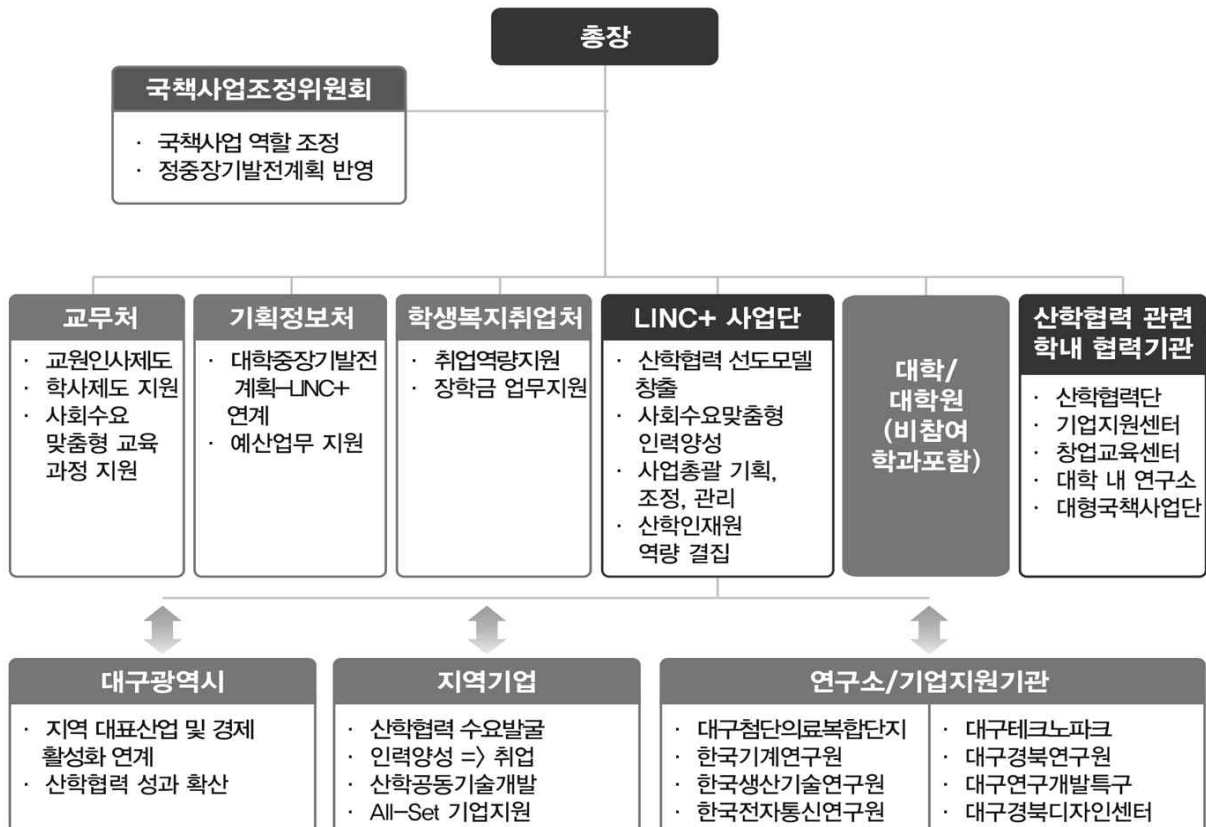 총장
국책사업조정위원회
· 국책사업 역할 조정
· 정중장기발전계획 반영
교무처
· 교원인사제도
· 학사제도 지원
· 사회수요
맞춤형 교육
과정 지원
기획정보처
· 대학중장기발전
계획-LINC+
연계
· 예산업무 지원
학생복지취업처
· 취업역량지원
· 장학금 업무지원
LINC+ 사업단
· 산학협력 선도모델
창출
· 사회수요맞춤형
인력양성
· 사업총괄 기획,
조정, 관리
· 산학인재원
역량 결집
대학/
대학원
(비참여
학과포함)
산학협력 관련
학내 협력기관
· 산학협력단
· 기업지원센터
· 창업교육센터
· 대학 내 연구소
· 대형국책사업단
대구광역시
· 지역 대표산업 및 경제
활성화 연계
· 산학협력 성과 확산
지역기업
· 산학협력 수요발굴
· 인력양성 => 취업
· 산학공동기술개발
· All-Set 기업지원
연구소/기업지원기관
· 대구첨단의료복합단지
· 한국기계연구원
· 한국생산기술연구원
· 한국전자통신연구원
· 대구테크노파크
· 대구경북연구원
· 대구연구개발특구
· 대구경북디자인센터